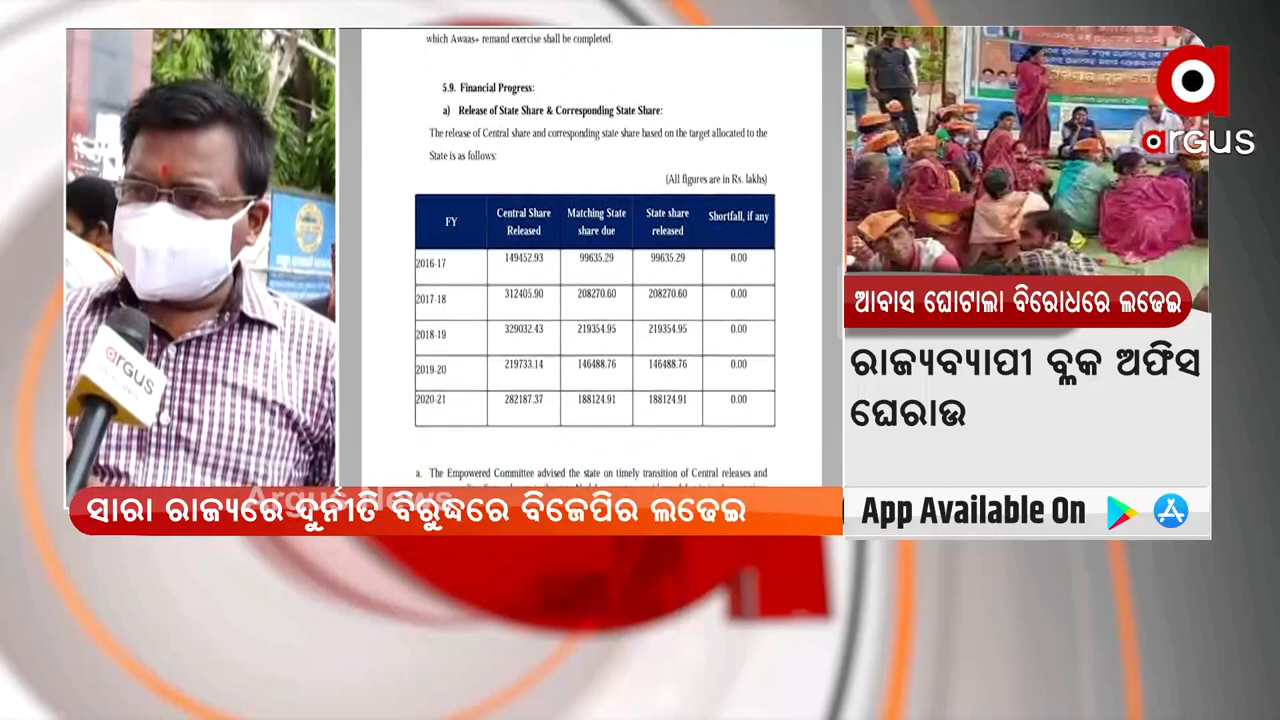 which Awaas+ remand exercise shall be completed.
5.9. Financial Progress:
a) Release of State Share & Corresponding State Share:
The release of Central share and corresponding state share based on the target allocated to the
State is as follows:
(All figures are in Rs. lakhs)
FY Central Share Released Matching State share due State share released Shortfall, if any
2016-17 149452.93 99635.29 99635.29 0.00
2017-18 312405.90 208270.60 208270.60 0.00
2018-19 329032.43 219354.95 219354.95 0.00
2019-20 219733.14 146488.76 146488.76 0.00
2020-21 282187.37 188124.91 188124.91 0.00
a. The Empowered Committee advised the state on timely transition of Central releases and
argus
Argus News
ସାରା ରାଜ୍ୟରେ ଦୁର୍ନୀତି ବିରୁଦ୍ଧରେ ବିଜେପିର ଲଢେଇ
argus
ଆବାସ ଘୋଟାଲା ବିରୋଧରେ ଲଢେଇ
ରାଜ୍ୟବ୍ୟାପୀ ବ୍ଲକ ଅଫିସ
ଘେରାଉ
App Available On